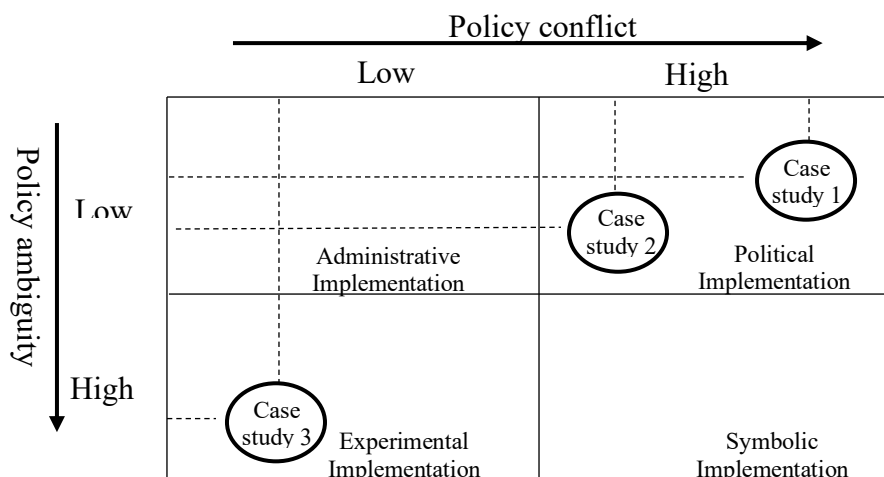 Policy conflict
Low
High
Policy ambiguity
Low
Case
study 1
Case
study 2
Administrative
Implementation
Political
Implementation
High
Case
study 3
Experimental
Implementation
Symbolic
Implementation